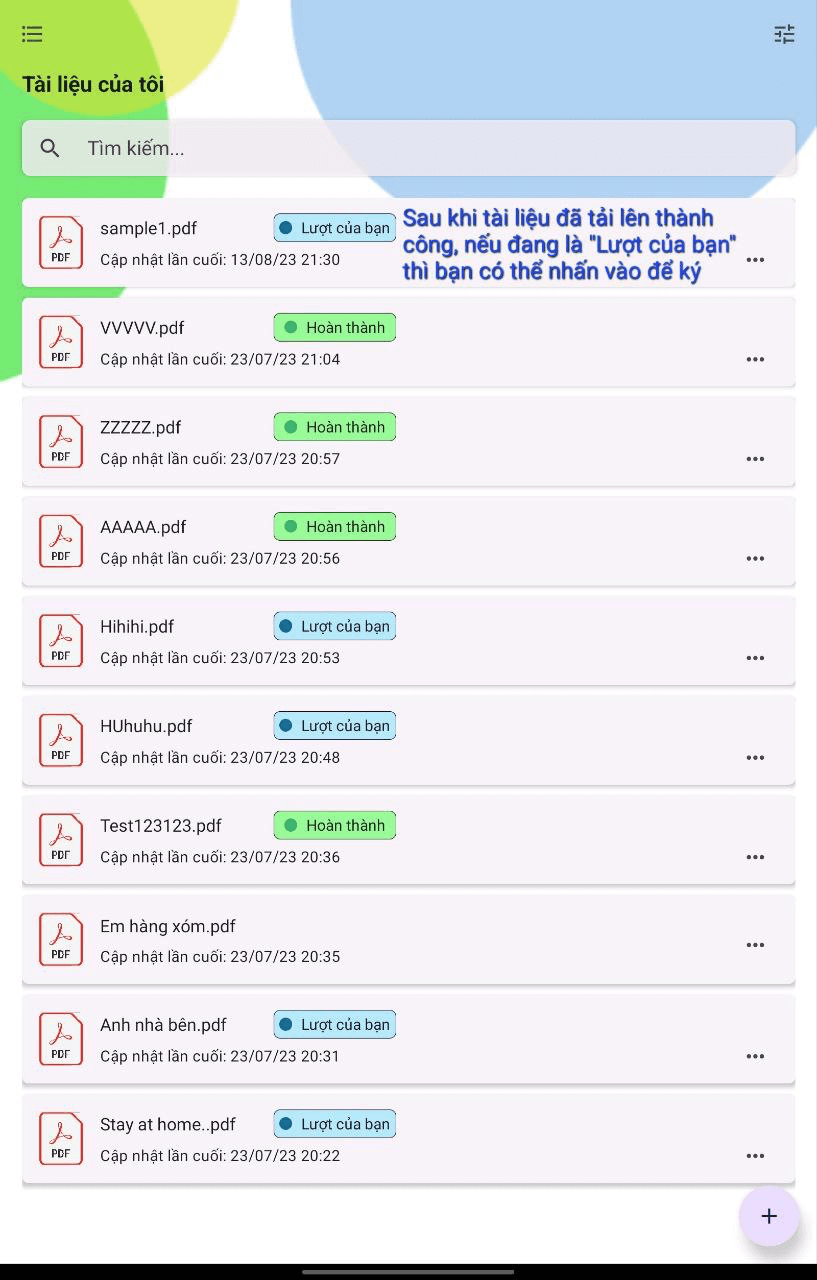 Tài liệu của tôi
Tìm kiếm...
sample1.pdf Lượt của bạn
Cập nhật lần cuối: 13/08/23 21:30
Sau khi tài liệu đã tải lên thành
công, nếu đang là "Lượt của bạn"
thì bạn có thể nhấn vào để ký
PDF
VVVVV.pdf Hoàn thành
Cập nhật lần cuối: 23/07/23 21:04
PDF
ZZZZZ.pdf Hoàn thành
Cập nhật lần cuối: 23/07/23 20:57
PDF
AAAAA.pdf Hoàn thành
Cập nhật lần cuối: 23/07/23 20:56
PDF
Hihihi.pdf Lượt của bạn
Cập nhật lần cuối: 23/07/23 20:53
PDF
HUhuhu.pdf Lượt của bạn
Cập nhật lần cuối: 23/07/23 20:48
PDF
Test123123.pdf Hoàn thành
Cập nhật lần cuối: 23/07/23 20:36
PDF
Em hàng xóm.pdf
Cập nhật lần cuối: 23/07/23 20:35
PDF
Anh nhà bên.pdf Lượt của bạn
Cập nhật lần cuối: 23/07/23 20:31
PDF
Stay at home..pdf Lượt của bạn
Cập nhật lần cuối: 23/07/23 20:22
PDF